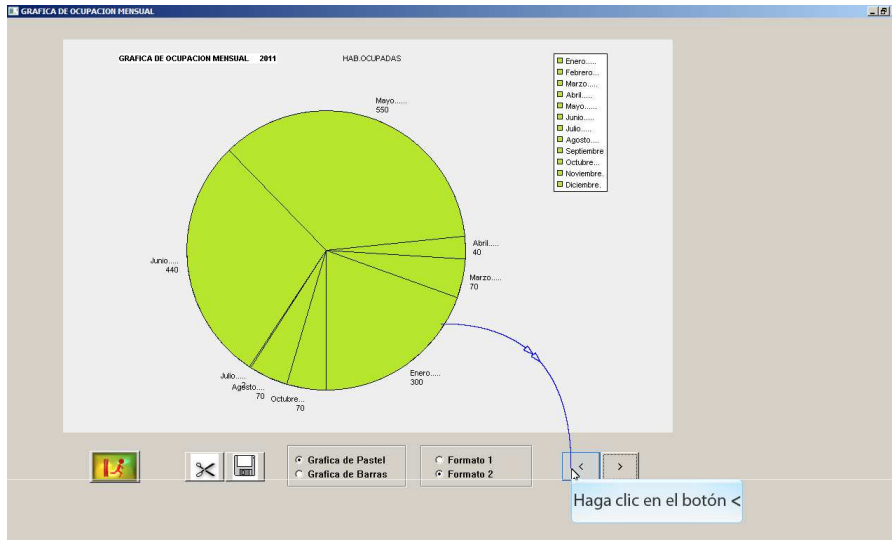 GRAFICA DE OCUPACION MENSUAL
GRAFICA DE OCUPACION MENSUAL 2011 HAB.OCUPADAS
Enero.....
Febrero...
Marzo.....
Abril.....
Mayo......
Junio.....
Julio.....
Agosto....
Septiembre
Octubre...
Noviembre.
Diciembre.
Mayo......
550
Abril.....
40
Marzo.....
70
Junio.....
440
Enero.....
300
Julio.....
Agosto....
70
Octubre...
70
Grafica de Pastel
Grafica de Barras
Formato 1
Formato 2
< >
Haga clic en el botón <